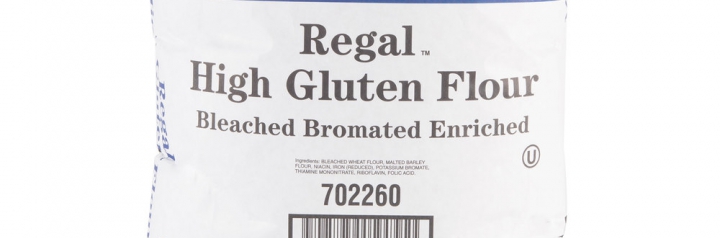 Regal™
High Gluten Flour
Bleached Bromated Enriched
U
Ingredients: BLEACHED WHEAT FLOUR, MALTED BARLEY
FLOUR, NIACIN, IRON (REDUCED), POTASSIUM BROMATE,
THIAMINE MONONITRATE, RIBOFLAVIN, FOLIC ACID.
702260